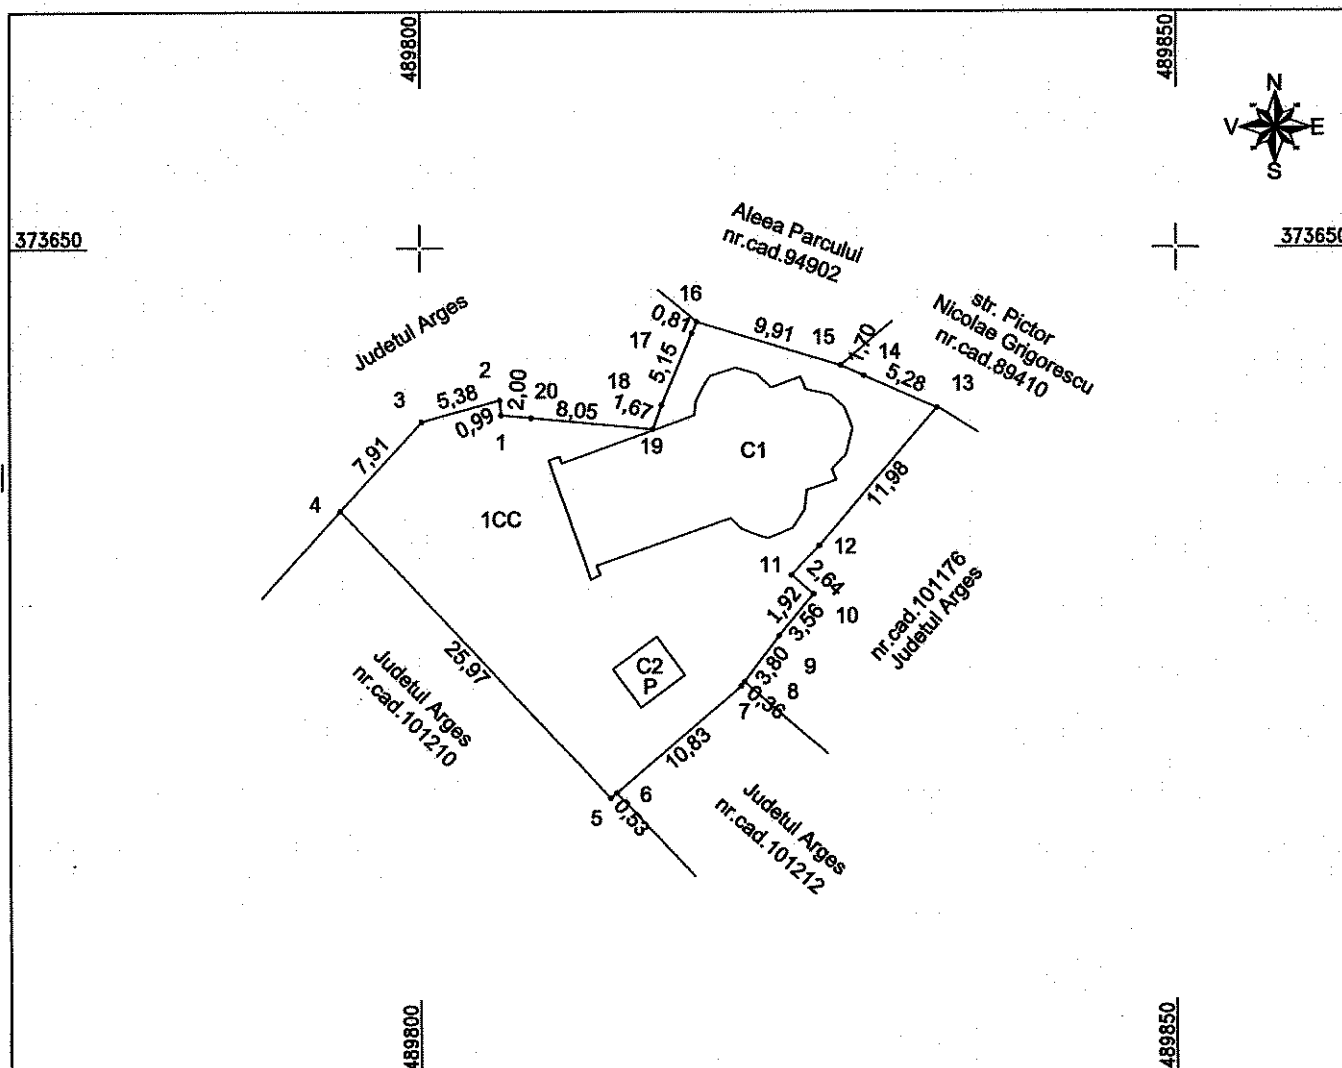 489800
489850
N
V
E
S
373650
373650
Aleea Parcului
nr.cad.94902
str. Pictor
Nicolae Grigorescu
nr.cad.89410
Judetul Arges
16
0,81
17
9,91
15
1,70
14
5,28
13
5,15
18
1,67
2
2,00
20
3
5,38
0,99
1
8,05
19
C1
7,91
4
1CC
11,98
12
11
2,64
1,92
3,56
10
nr.cad.101176
Judetul Arges
3,80
9
8
0,36
7
C2
P
25,97
Judetul Arges
nr.cad.101210
10,83
6
5
0,53
Judetul Arges
nr.cad.101212
489800
489850